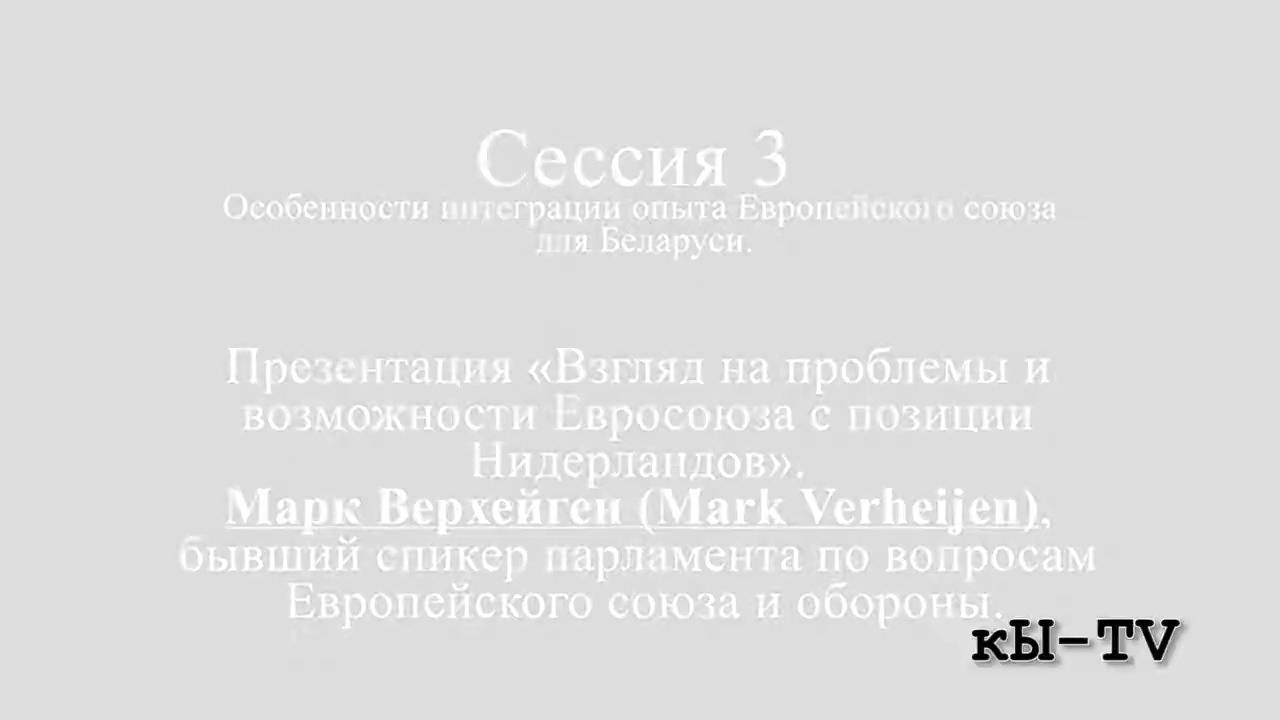 Сессия 3
Особенности интеграции опыта Европейского союза
для Беларуси.
Презентация «Взгляд на проблемы и
возможности Евросоюза с позиции
Нидерландов».
Марк Верхейген (Mark Verheijen),
бывший спикер парламента по вопросам
Европейского союза и обороны.
кЫ-TV